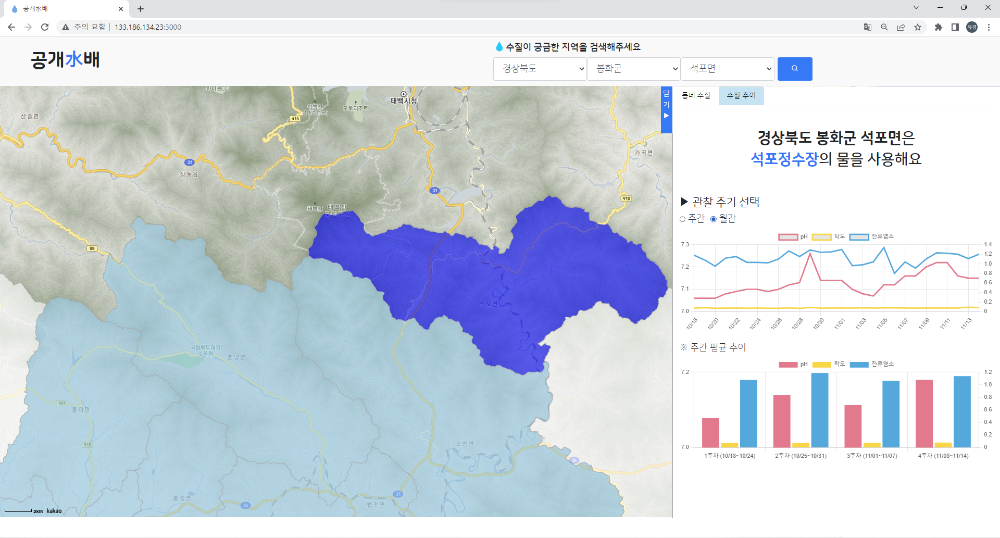 공개水배
주의 요함 133.186.134.23:3000
유경
공개水배
수질이 궁금한 지역을 검색해주세요
경상북도 봉화군 석포면
닫기▶
동네 수질 수질 추이
경상북도 봉화군 석포면은
석포정수장의 물을 사용해요
▶ 관찰 주기 선택
주간 월간
pH 탁도 잔류염소
7.3
7.2
7.1
7.0
1.4
1.2
1.0
0.8
0.6
0.4
0.2
0
10/18 10/20 10/22 10/24 10/26 10/28 10/30 11/01 11/03 11/05 11/07 11/09 11/11 11/13
※ 주간 평균 추이
pH 탁도 잔류염소
7.2
7.0
1.2
1.0
0.8
0.6
0.4
0.2
0
1주차 (10/18~10/24) 2주차 (10/25~10/31) 3주차 (11/01~11/07) 4주차 (11/08~11/14)
하이원CC
태백시청
함백산
(1,572.1m)
오투리조트
산솔면
414
31
상동읍
가곡면
31
910
태백산
태백산
국립공원
88
석포면
국립백두대간
수목원
춘양면
931
물야면
915
소천면
36
31
봉성면
36
법전면
2km kakao